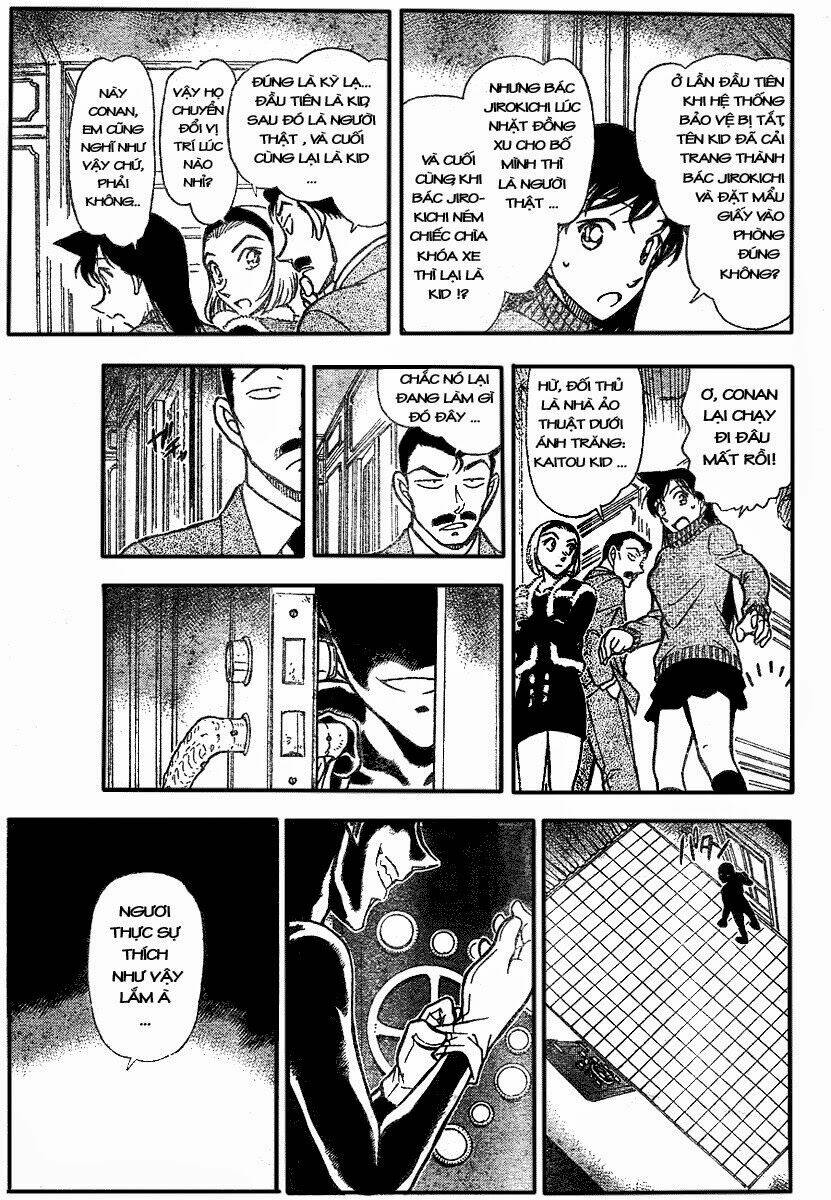 Ở LẦN ĐẦU TIÊN
KHI HỆ THỐNG
BẢO VỆ BỊ TẮT,
TÊN KID ĐÃ CẢI
TRANG THÀNH
BÁC JIROKICHI
VÀ ĐẶT MẨU
GIẤY VÀO
PHÒNG
ĐÚNG
KHÔNG?
NHƯNG BÁC
JIROKICHI LÚC
NHẶT ĐỒNG
XU CHO BỐ
MÌNH THÌ
LÀ NGƯỜI
THẬT ...
VÀ CUỐI
CÙNG, KHI
BÁC JIRO-
KICHI NÉM
CHIẾC CHÌA
KHÓA XE
THÌ LẠI LÀ
KID !?
ĐÚNG LÀ KỲ LẠ...
ĐẦU TIÊN LÀ KID,
SAU ĐÓ LÀ NGƯỜI
THẬT , VÀ CUỐI
CÙNG LẠI LÀ KID
...
VẬY HỌ
CHUYỂN
ĐỔI VỊ
TRÍ LÚC
NÀO
NHỈ?
NÀY
CONAN,
EM CŨNG
NGHĨ NHƯ
VẬY CHỨ,
PHẢI
KHÔNG..
Ơ, CONAN
LẠI CHẠY
ĐI ĐÂU
MẤT RỒI!
HỪ, ĐỐI THỦ
LÀ NHÀ ẢO
THUẬT DƯỚI
ÁNH TRĂNG:
KAITOU KID ...
CHẮC NÓ LẠI
ĐANG LÀM GÌ
ĐÓ ĐÂY ...
NGƯƠI
THỰC SỰ
THÍCH
NHƯ VẬY
LẮM À
...